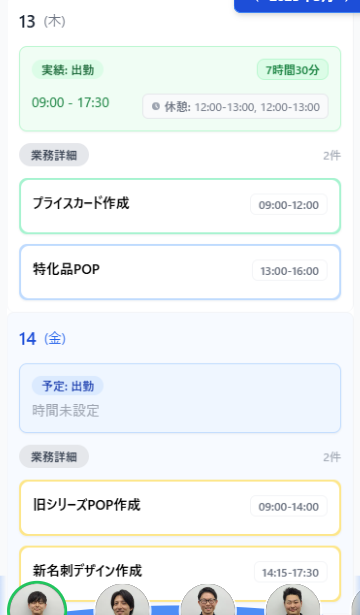 13 (木)
実績: 出勤
7時間30分
09:00 - 17:30
休憩: 12:00-13:00, 12:00-13:00
業務詳細
2件
プライスカード作成
09:00-12:00
特化品POP
13:00-16:00
14 (金)
予定: 出勤
時間未設定
業務詳細
2件
旧シリーズPOP作成
09:00-14:00
新名刺デザイン作成
14:15-17:30